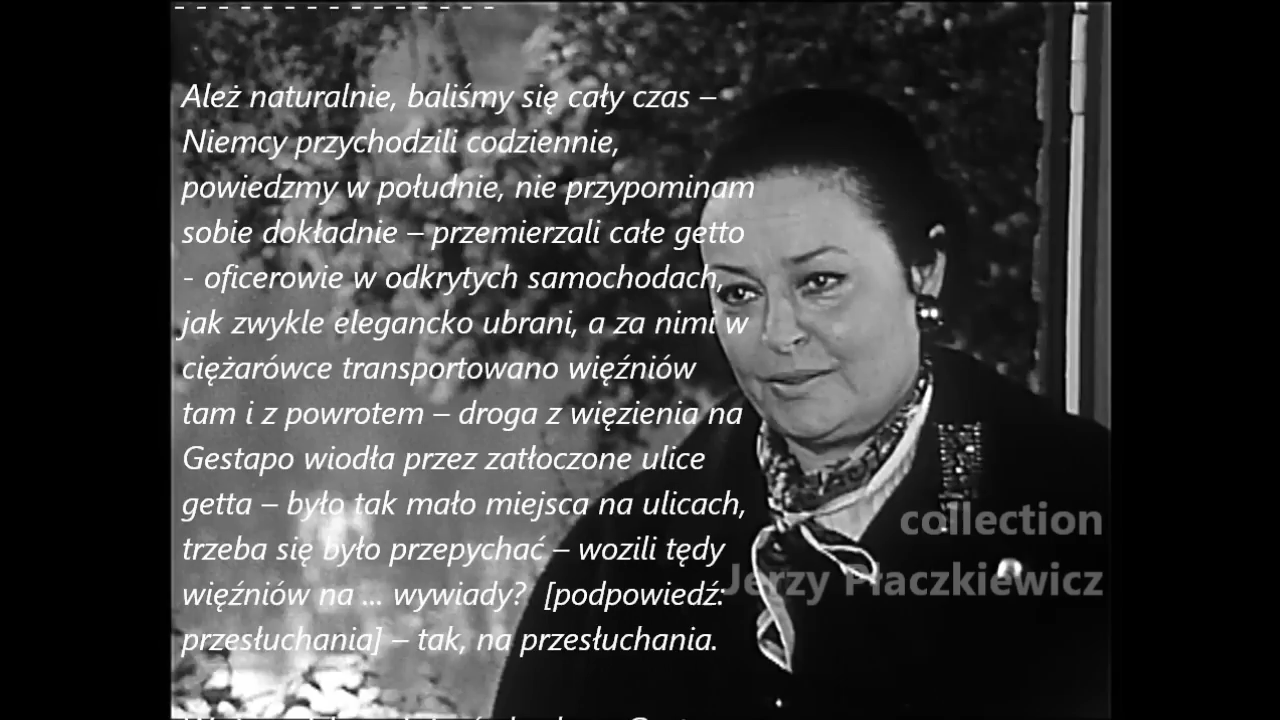 Ależ naturalnie, baliśmy się cały czas –
Niemcy przychodzili codziennie,
powiedzmy w południe, nie przypominam
sobie dokładnie – przemierzali całe getto
- oficerowie w odkrytych samochodach,
jak zwykle elegancko ubrani, a za nimi w
ciężarówce transportowano więźniów
tam i z powrotem – droga z więzienia na
Gestapo wiodła przez zatłoczone ulice
getta – było tak mało miejsca na ulicach,
trzeba się było przepychać – wozili tędy
więźniów na ... wywiady? [podpowiedź:
przesłuchania] – tak, na przesłuchania.
collection
Jerzy Płaczkiewicz